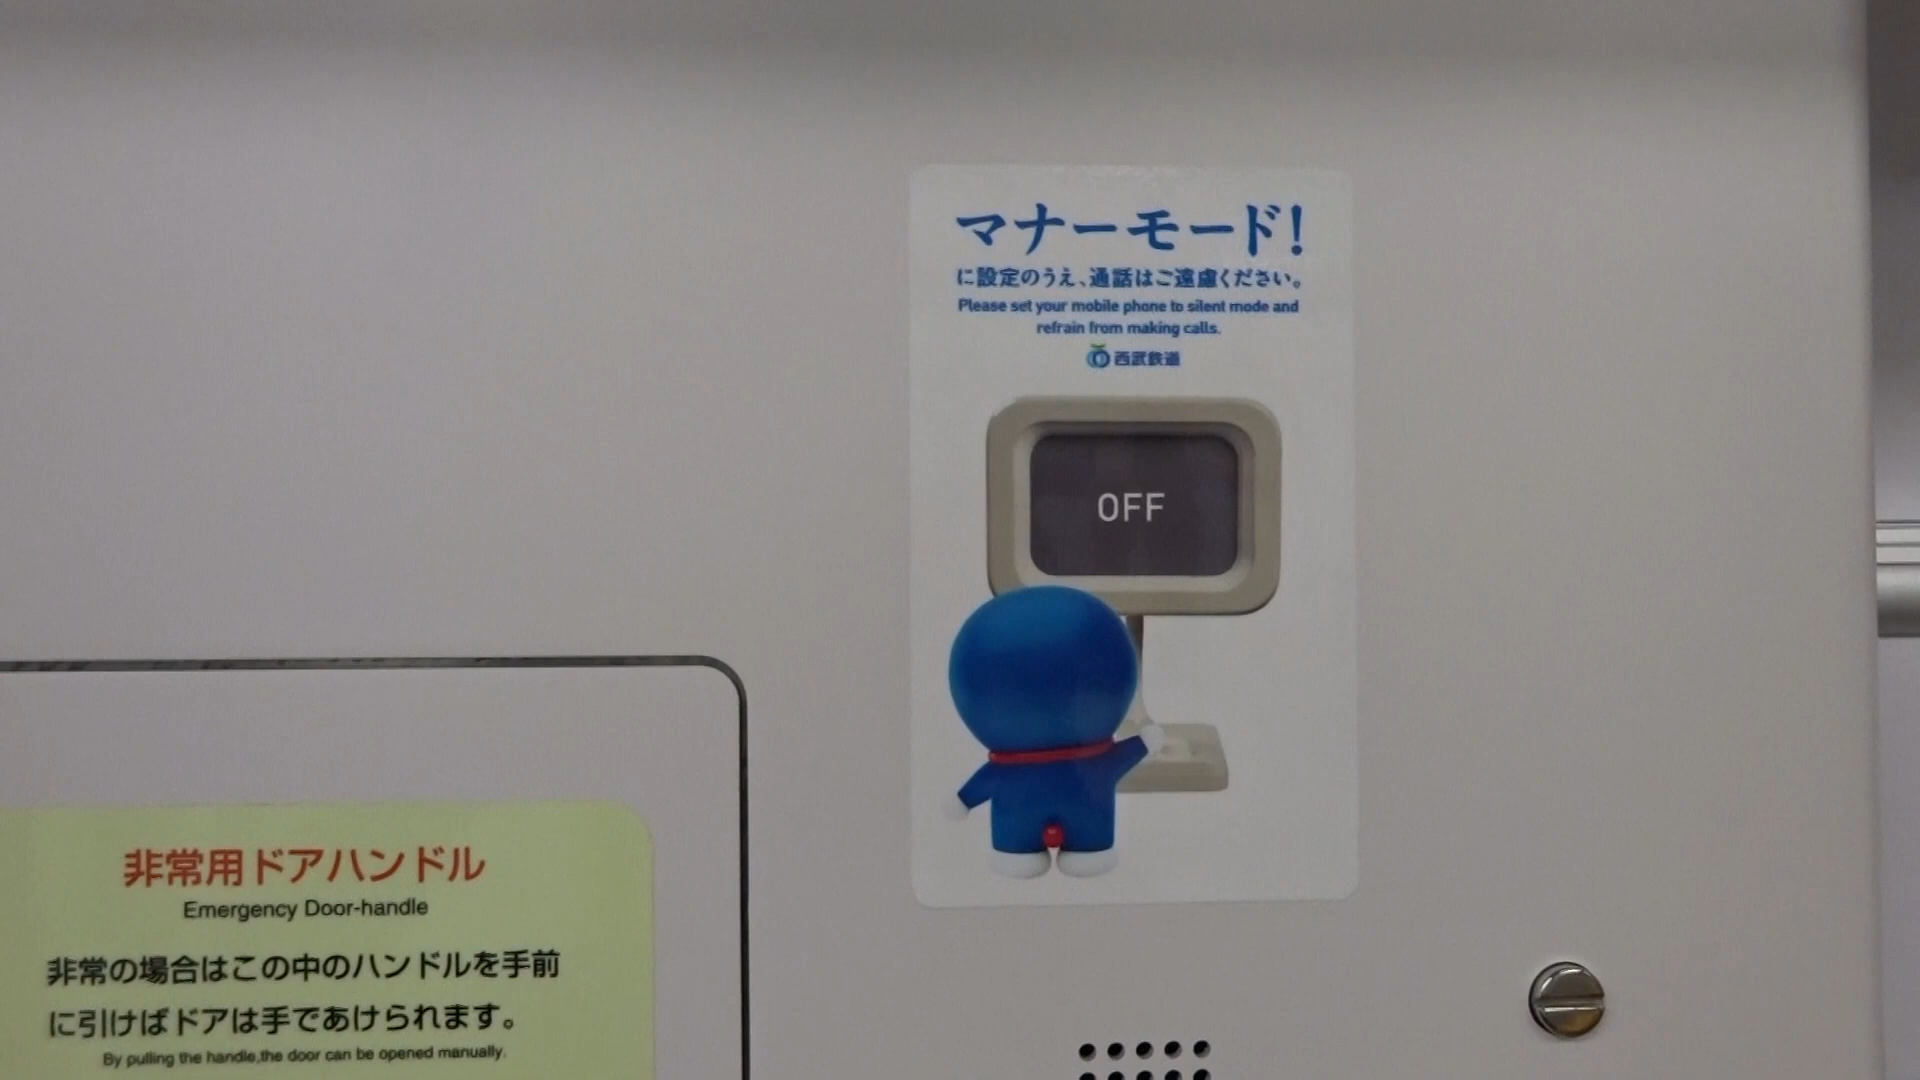 マナーモード!
に設定のうえ、通話はご遠慮ください。
Please set your mobile phone to silent mode and
refrain from making calls.
西武鉄道
OFF
非常用ドアハンドル
Emergency Door-handle
非常の場合はこの中のハンドルを手前
に引けばドアは手であけられます。
By pulling the handle,the door can be opened manually.